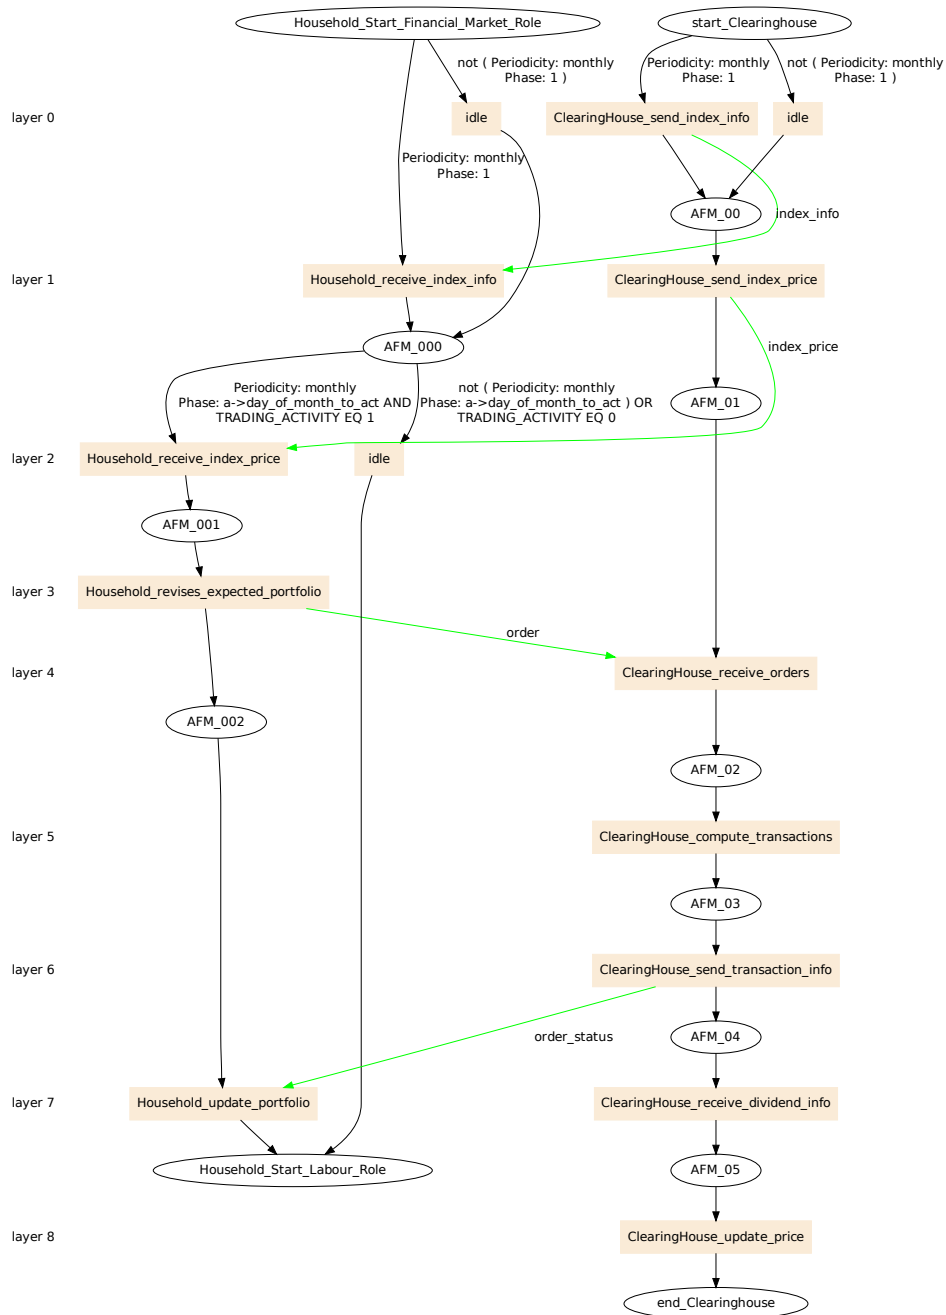 Household_Start_Financial_Market_Role
start_Clearinghouse
not ( Periodicity: monthly
Phase: 1 )
Periodicity: monthly
Phase: 1
not ( Periodicity: monthly
Phase: 1 )
layer 0
idle
ClearingHouse_send_index_info
idle
Periodicity: monthly
Phase: 1
AFM_00
index_info
layer 1
Household_receive_index_info
ClearingHouse_send_index_price
AFM_000
index_price
Periodicity: monthly
Phase: a->day_of_month_to_act AND
TRADING_ACTIVITY EQ 1
not ( Periodicity: monthly
Phase: a->day_of_month_to_act ) OR
TRADING_ACTIVITY EQ 0
AFM_01
layer 2
Household_receive_index_price
idle
AFM_001
layer 3
Household_revises_expected_portfolio
order
layer 4
ClearingHouse_receive_orders
AFM_002
AFM_02
layer 5
ClearingHouse_compute_transactions
AFM_03
layer 6
ClearingHouse_send_transaction_info
order_status
AFM_04
layer 7
Household_update_portfolio
ClearingHouse_receive_dividend_info
Household_Start_Labour_Role
AFM_05
layer 8
ClearingHouse_update_price
end_Clearinghouse